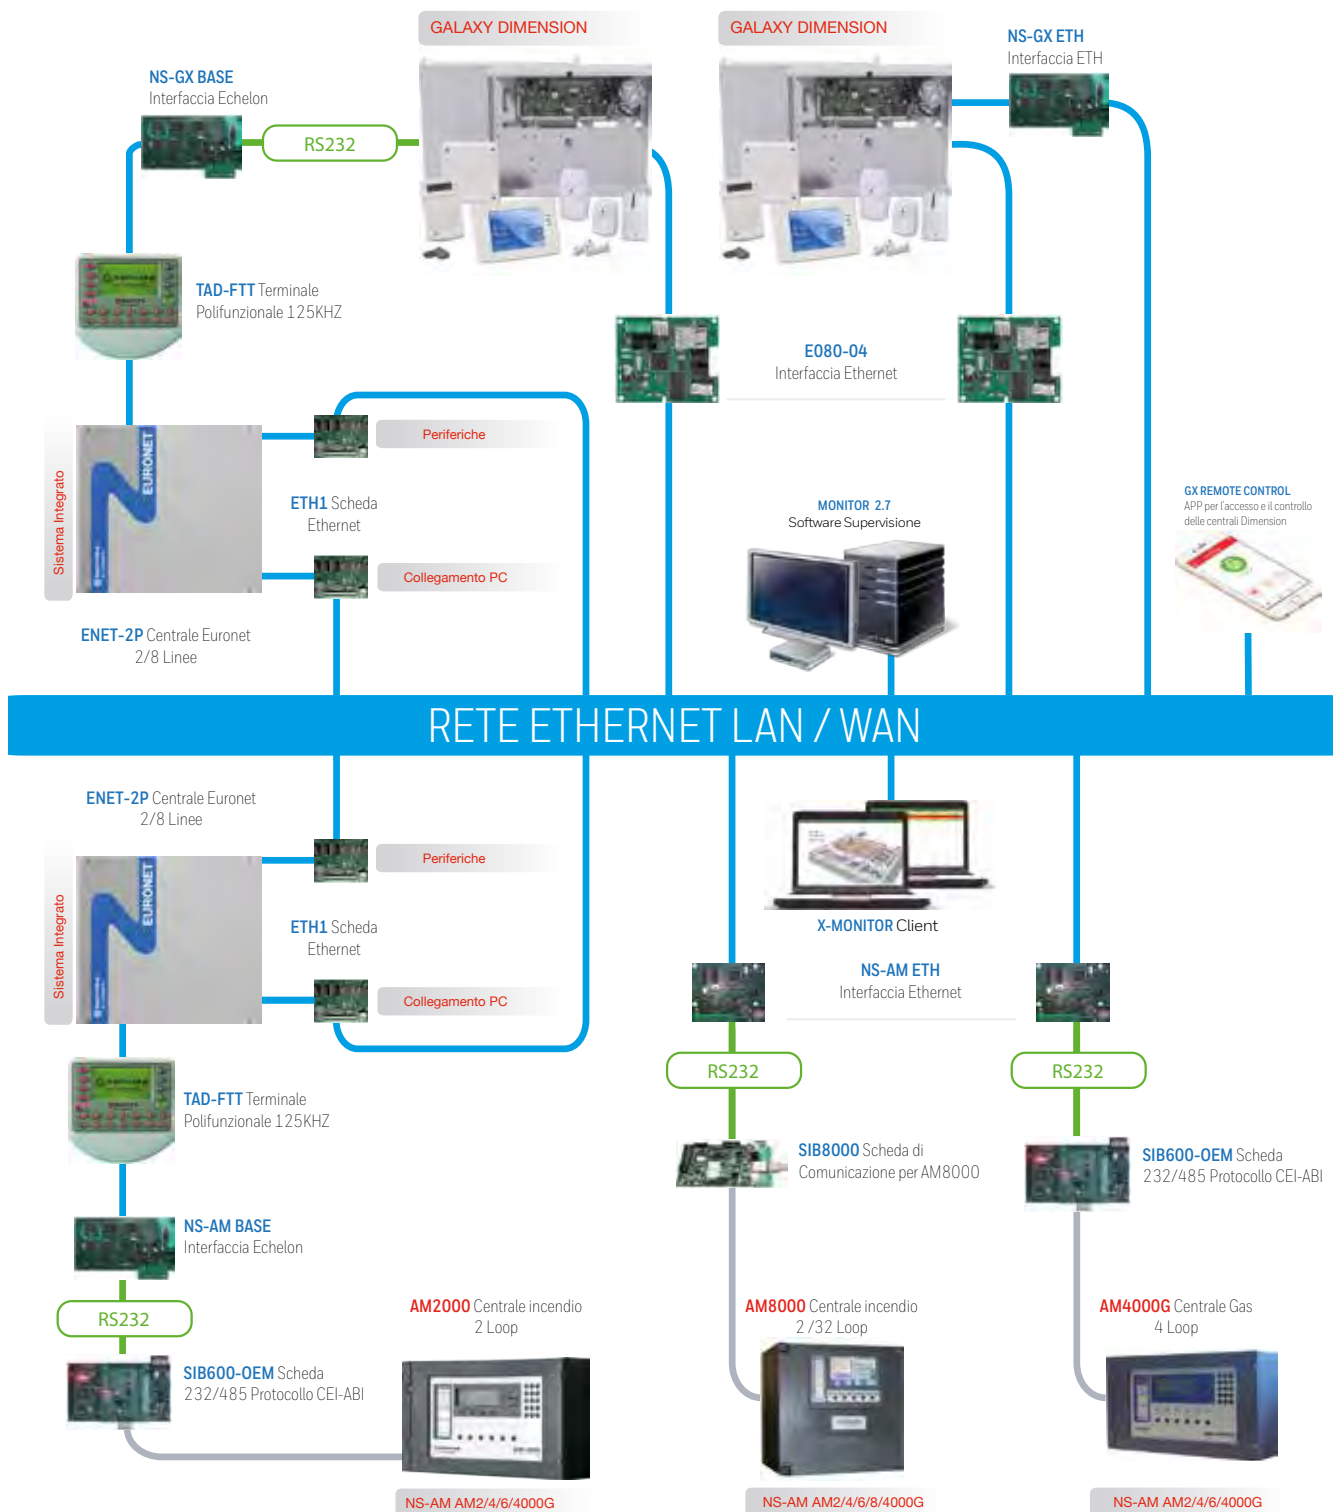 GALAXY DIMENSION
GALAXY DIMENSION
NS-GX ETH
Interfaccia ETH
NS-GX BASE
Interfaccia Echelon
RS232
TAD-FTT Terminale
Polifunzionale 125KHZ
E080-04
Interfaccia Ethernet
Sistema Integrato
EURONET
Periferiche
ETH1 Scheda
Ethernet
Collegamento PC
MONITOR 2.7
Software Supervisione
GX REMOTE CONTROL
APP per l'accesso e il controllo
delle centrali Dimension
ENET-2P Centrale Euronet
2/8 Linee
RETE ETHERNET LAN / WAN
ENET-2P Centrale Euronet
2/8 Linee
Sistema Integrato
EURONET
Periferiche
ETH1 Scheda
Ethernet
Collegamento PC
X-MONITOR Client
NS-AM ETH
Interfaccia Ethernet
RS232
RS232
TAD-FTT Terminale
Polifunzionale 125KHZ
SIB8000 Scheda di
Comunicazione per AM8000
SIB600-OEM Scheda
232/485 Protocollo CEI-ABI
NS-AM BASE
Interfaccia Echelon
RS232
SIB600-OEM Scheda
232/485 Protocollo CEI-ABI
AM2000 Centrale incendio
2 Loop
AM8000 Centrale incendio
2 /32 Loop
AM4000G Centrale Gas
4 Loop
NS-AM AM2/4/6/4000G
NS-AM AM2/4/6/8/4000G
NS-AM AM2/4/6/4000G